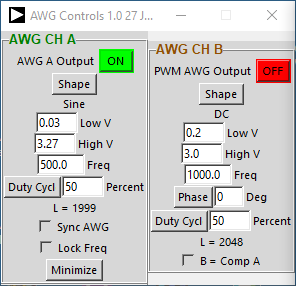 AWG Controls 1.0 27 J...
AWG CH A
AWG A Output ON
Shape
Sine
0.03 Low V
3.27 High V
500.0 Freq
Duty Cycl 50 Percent
L = 1999
Sync AWG
Lock Freq
Minimize
AWG CH B
PWM AWG Output OFF
Shape
DC
0.2 Low V
3.0 High V
1000.0 Freq
Phase 0 Deg
Duty Cycl 50 Percent
L = 2048
B = Comp A